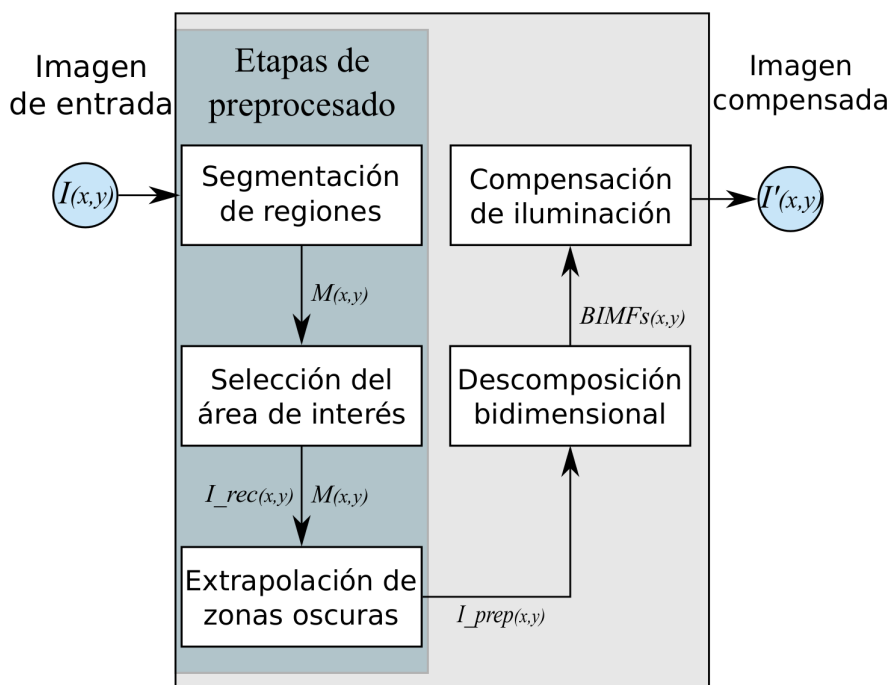 Imagen
de entrada
Etapas de
preprocesado
Imagen
compensada
I(x,y)
Segmentación
de regiones
Compensación
de iluminación
I'(x,y)
M(x,y)
BIMFs(x,y)
Selección del
área de interés
Descomposición
bidimensional
I_rec(x,y)
M(x,y)
Extrapolación de
zonas oscuras
I_prep(x,y)